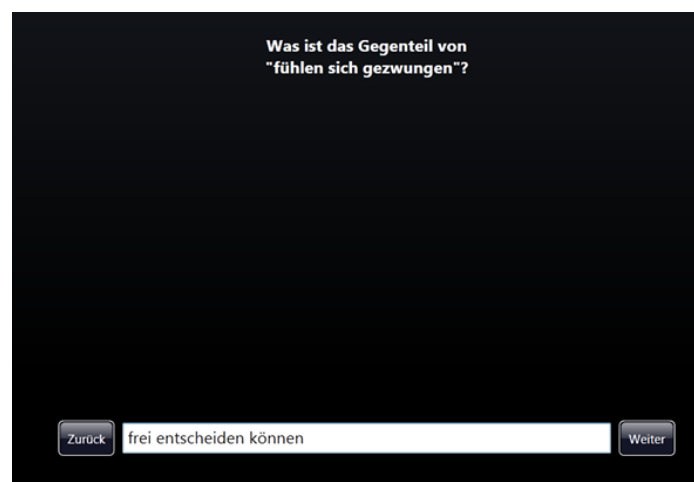 Was ist das Gegenteil von
"fühlen sich gezwungen"?
Zurück
frei entscheiden können
Weiter